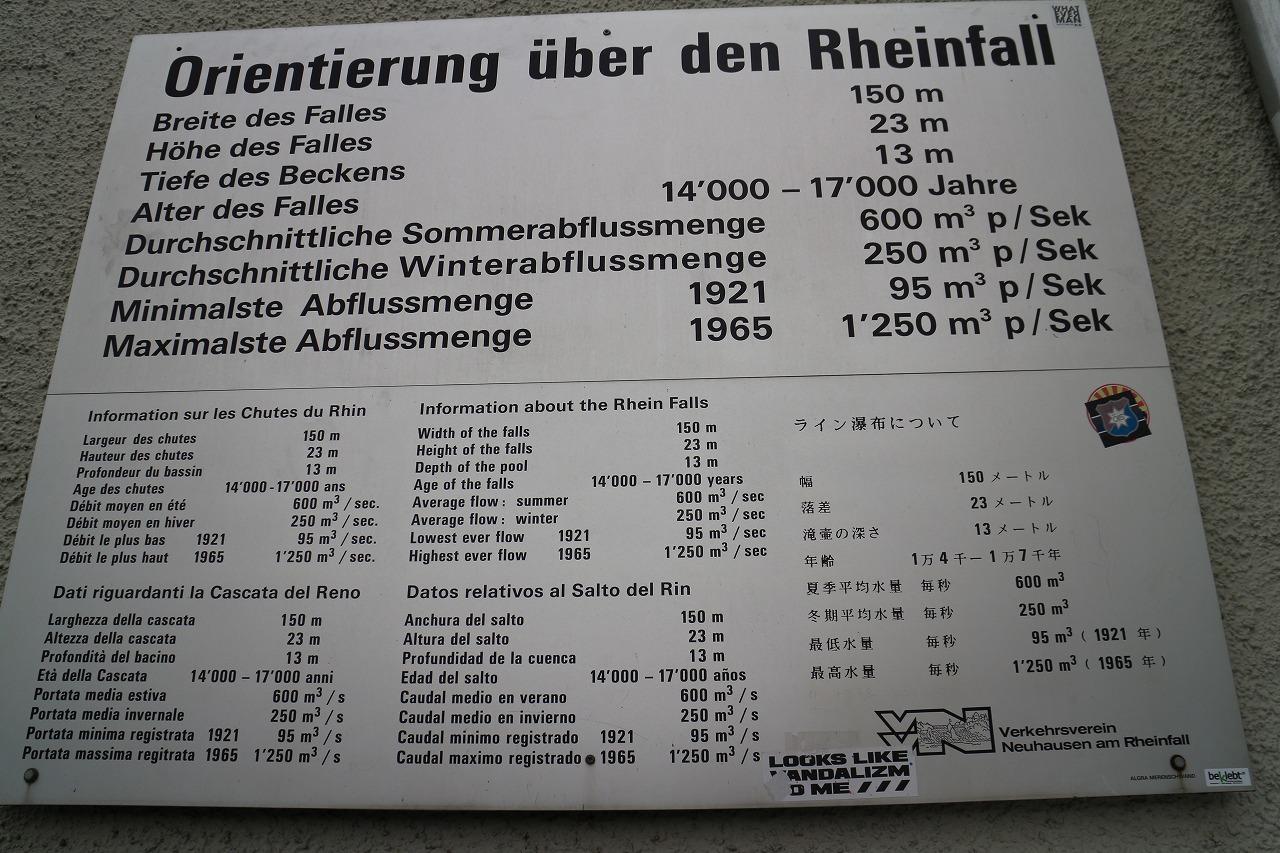 Orientierung über den Rheinfall
Breite des Falles 150 m
Höhe des Falles 23 m
Tiefe des Beckens 13 m
Alter des Falles 14'000 – 17'000 Jahre
Durchschnittliche Sommerabflussmenge 600 m³ p/Sek
Durchschnittliche Winterabflussmenge 250 m³ p/Sek
Minimalste Abflussmenge 1921 95 m³ p/Sek
Maximalste Abflussmenge 1965 1'250 m³ p/Sek
Information sur les Chutes du Rhin
Largeur des chutes 150 m
Hauteur des chutes 23 m
Profondeur du bassin 13 m
Age des chutes 14'000-17'000 ans
Débit moyen en été 600 m³/sec.
Débit moyen en hiver 250 m³/sec.
Débit le plus bas 1921 95 m³/sec.
Débit le plus haut 1965 1'250 m³/sec.
Information about the Rhein Falls
Width of the falls 150 m
Height of the falls 23 m
Depth of the pool 13 m
Age of the falls 14'000 – 17'000 years
Average flow: summer 600 m³/sec
Average flow: winter 250 m³/sec
Lowest ever flow 1921 95 m³/sec
Highest ever flow 1965 1'250 m³/sec
ライン瀑布について
幅 150 メートル
落差 23 メートル
滝壷の深さ 13 メートル
年齢 1万4千ー1万7千年
夏季平均水量 毎秒 600 m³
冬期平均水量 毎秒 250 m³
最低水量 毎秒 95 m³ (1921 年)
最高水量 毎秒 1'250 m³ (1965 年)
Dati riguardanti la Cascata del Reno
Larghezza della cascata 150 m
Altezza della cascata 23 m
Profondità del bacino 13 m
Età della Cascata 14'000 – 17'000 anni
Portata media estiva 600 m³/s
Portata media invernale 250 m³/s
Portata minima registrata 1921 95 m³/s
Portata massima regitrata 1965 1'250 m³/s
Datos relativos al Salto del Rin
Anchura del salto 150 m
Altura del salto 23 m
Profundidad de la cuenca 13 m
Edad del salto 14'000 – 17'000 años
Caudal medio en verano 600 m³/s
Caudal medio en invierno 250 m³/s
Caudal minimo registrado 1921 95 m³/s
Caudal maximo registrado 1965 1'250 m³/s
VVN
Verkehrsverein
Neuhausen am Rheinfall
LOOKS LIKE
VANDALIZM
O ME ///
WHAT
EVER
MAN